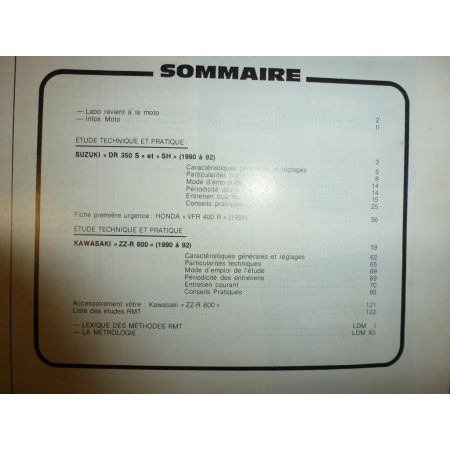 SOMMAIRE
— Labo revient à la moto 2
— Infos Moto II
ÉTUDE TECHNIQUE ET PRATIQUE :
SUZUKI « DR 350 S » et « SH » (1990 à 92) 3
Caractéristiques générales et réglages 5
Particularités 8
Mode d'emploi de 14
Périodicité des 14
Entretien courant 15
Conseils pratiques 25
Fiche première urgence : HONDA « VFR 400 R » (1991) 56
ÉTUDE TECHNIQUE ET PRATIQUE :
KAWASAKI « ZZ-R 600 » (1990 à 92) 59
Caractéristiques générales et réglages 62
Particularités techniques 65
Mode d'emploi de l'étude 69
Périodicité des entretiens 69
Entretien courant 70
Conseils Pratiques 85
Accessoirement vôtre : Kawasaki « ZZ-R 600 » 121
Liste des études RMT 122
— LEXIQUE DES MÉTHODES RMT LDM I
— LA MÉTROLOGIE LDM XII